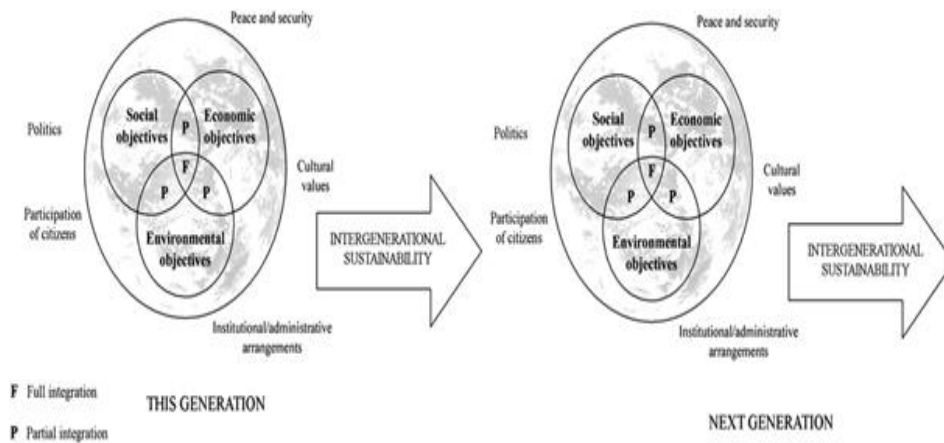 Peace and security
Social
objectives
P
Economic
objectives
Politics
F
P
P
Cultural
values
Participation
of citizens
Environmental
objectives
Institutional/administrative
arrangements
INTERGENERATIONAL
SUSTAINABILITY
Peace and security
Social
objectives
P
Economic
objectives
Politics
F
P
P
Cultural
values
Participation
of citizens
Environmental
objectives
Institutional/administrative
arrangements
INTERGENERATIONAL
SUSTAINABILITY
F Full integration
P Partial integration
THIS GENERATION
NEXT GENERATION